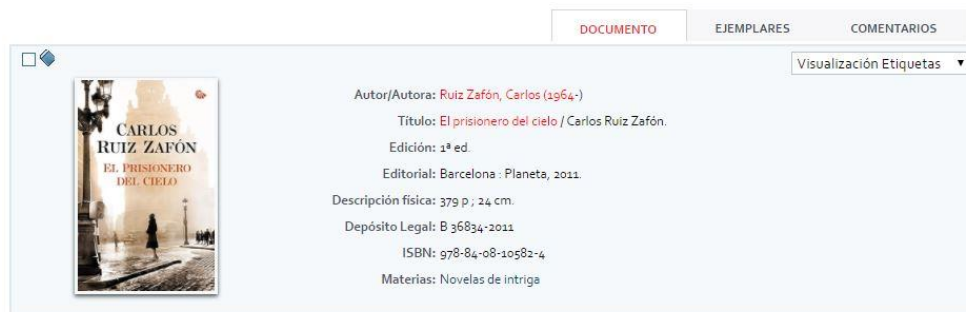 DOCUMENTO EJEMPLARES COMENTARIOS
Visualización Etiquetas
CARLOS
RUIZ ZAFÓN
EL PRISIONERO
DEL CIELO
Autor/Autora: Ruiz Zafón, Carlos (1964-)
Título: El prisionero del cielo / Carlos Ruiz Zafón.
Edición: 1ª ed.
Editorial: Barcelona : Planeta, 2011.
Descripción física: 379 p ; 24 cm.
Depósito Legal: B 36834-2011
ISBN: 978-84-08-10582-4
Materias: Novelas de intriga